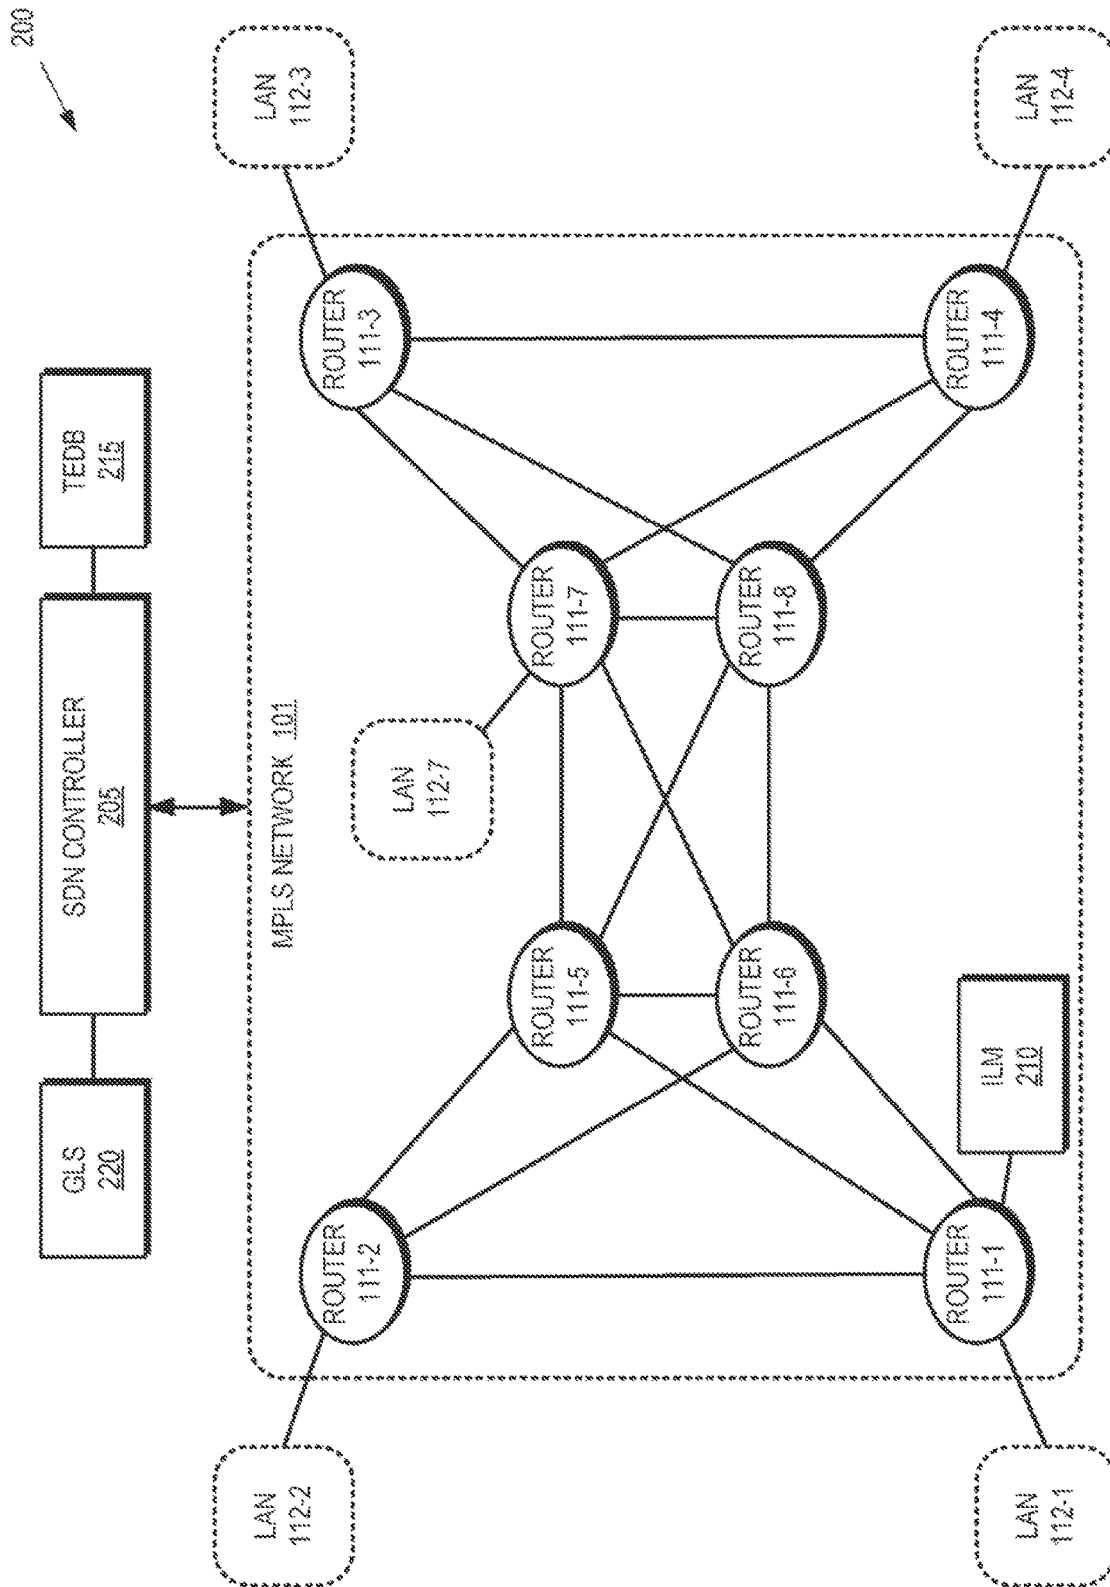 200
GLS
220
SDN CONTROLLER
205
TEDB
215
MPLS NETWORK 101
LAN
112-2
ROUTER
111-2
ROUTER
111-3
LAN
112-3
LAN
112-7
ROUTER
111-5
ROUTER
111-7
ROUTER
111-6
ROUTER
111-8
ILM
210
LAN
112-1
ROUTER
111-1
ROUTER
111-4
LAN
112-4